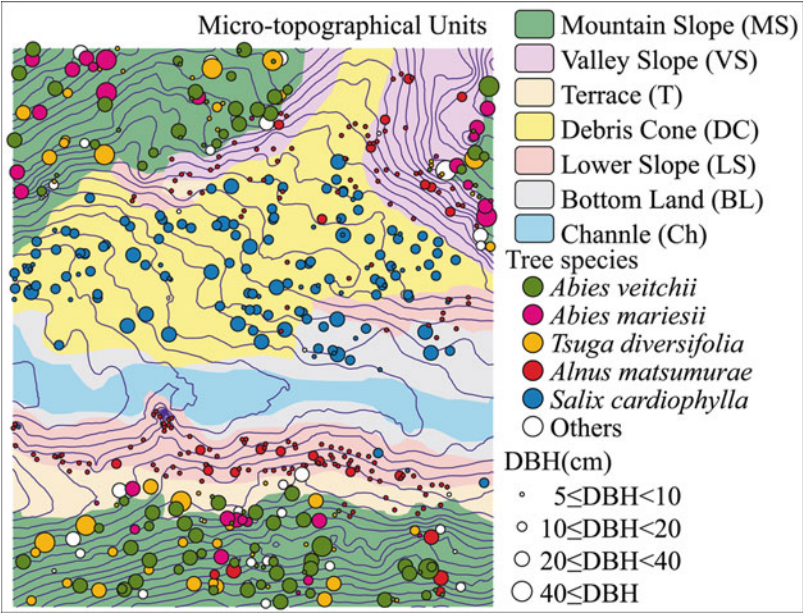 Micro-topographical Units
Mountain Slope (MS)
Valley Slope (VS)
Terrace (T)
Debris Cone (DC)
Lower Slope (LS)
Bottom Land (BL)
Channle (Ch)
Tree species
Abies veitchii
Abies mariesii
Tsuga diversifolia
Alnus matsumurae
Salix cardiophylla
Others
DBH(cm)
5≤DBH<10
10≤DBH<20
20≤DBH<40
40≤DBH